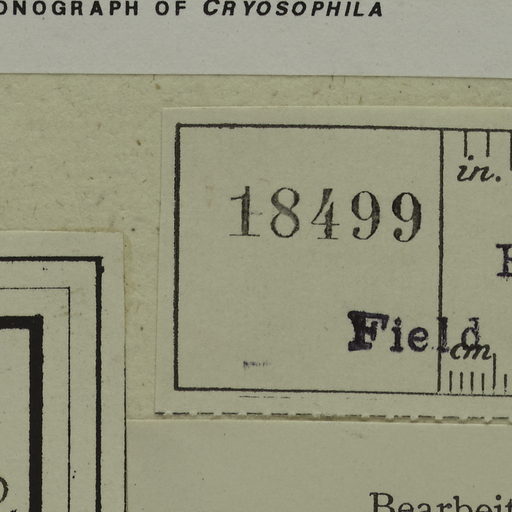 ONOGRAPH OF CRYOSOPHILA
in.
18499
Field
cm
Bearbeit